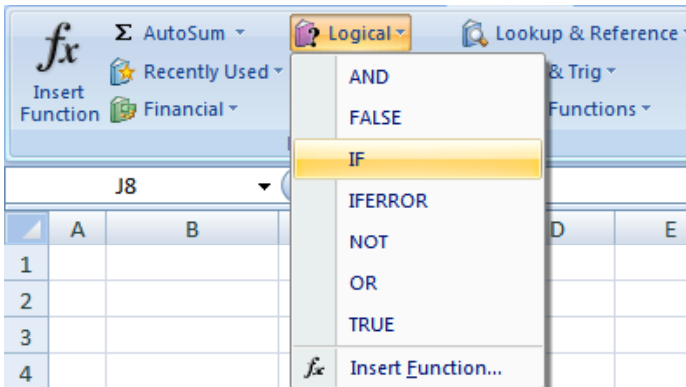 fx
Insert
Function
Σ AutoSum
Recently Used
Financial
Logical
Lookup & Reference
& Trig
Functions
AND
FALSE
IF
IFERROR
NOT
OR
TRUE
fx Insert Function...
J8
A B D E
1
2
3
4